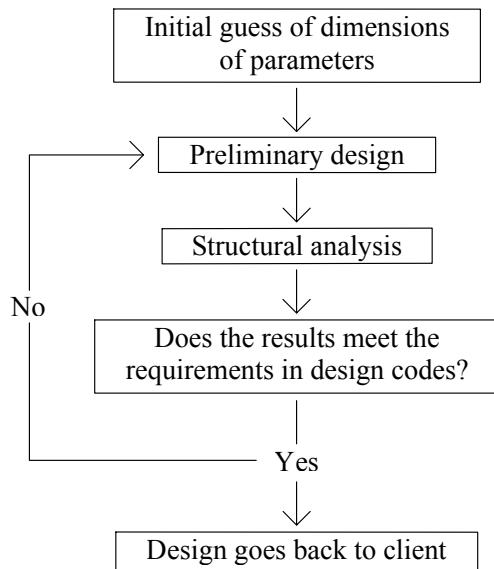 Initial guess of dimensions
of parameters
Preliminary design
Structural analysis
No
Does the results meet the
requirements in design codes?
Yes
Design goes back to client